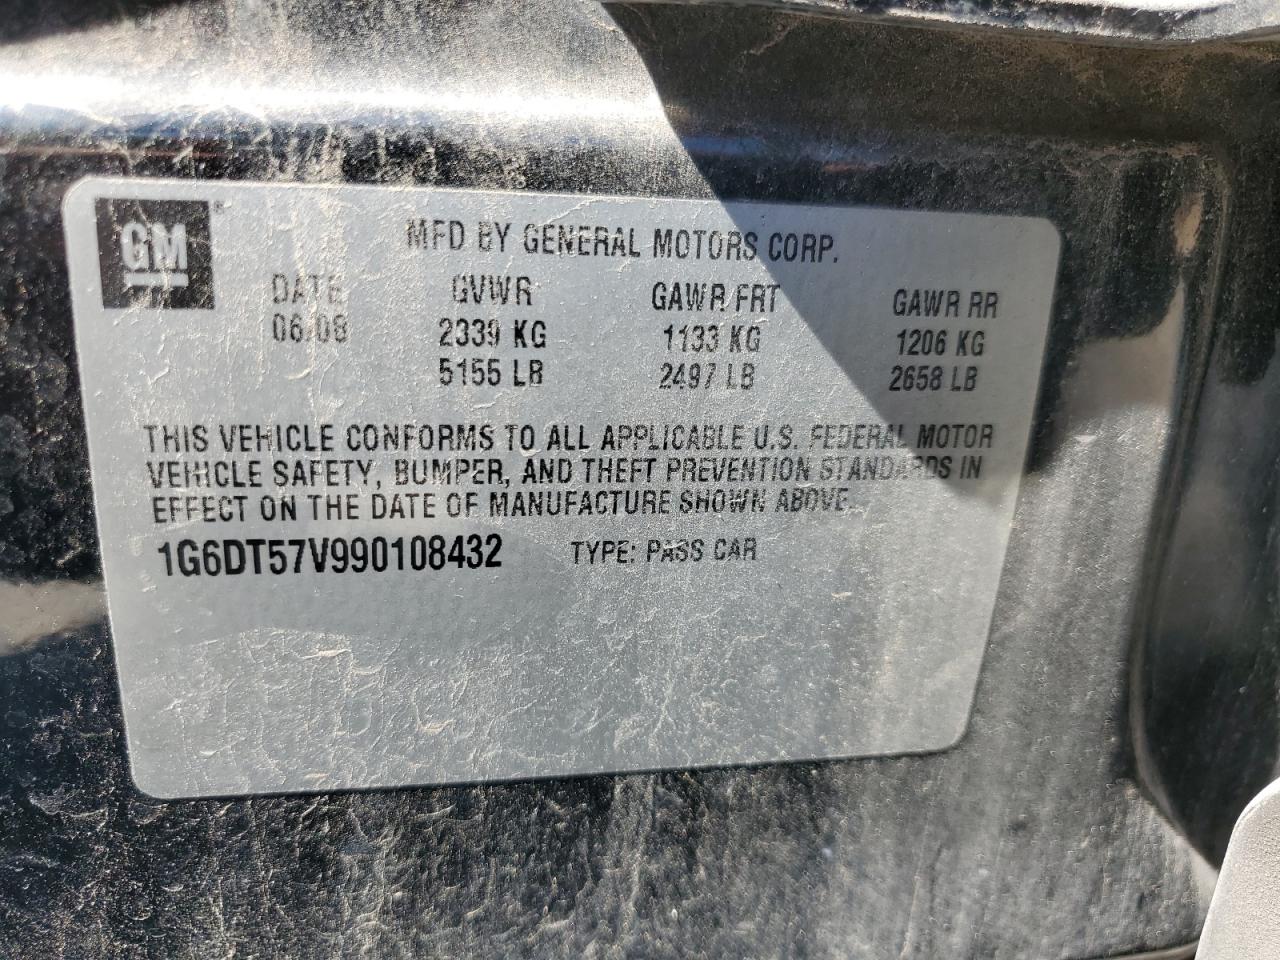 GM®
MFD BY GENERAL MOTORS CORP.
DATE GVWR GAWR FRT GAWR RR
06/08 2339 KG 1133 KG 1206 KG
5155 LB 2497 LB 2658 LB
THIS VEHICLE CONFORMS TO ALL APPLICABLE U.S. FEDERAL MOTOR
VEHICLE SAFETY, BUMPER, AND THEFT PREVENTION STANDARDS IN
EFFECT ON THE DATE OF MANUFACTURE SHOWN ABOVE.
1G6DT57V990108432 TYPE: PASS CAR